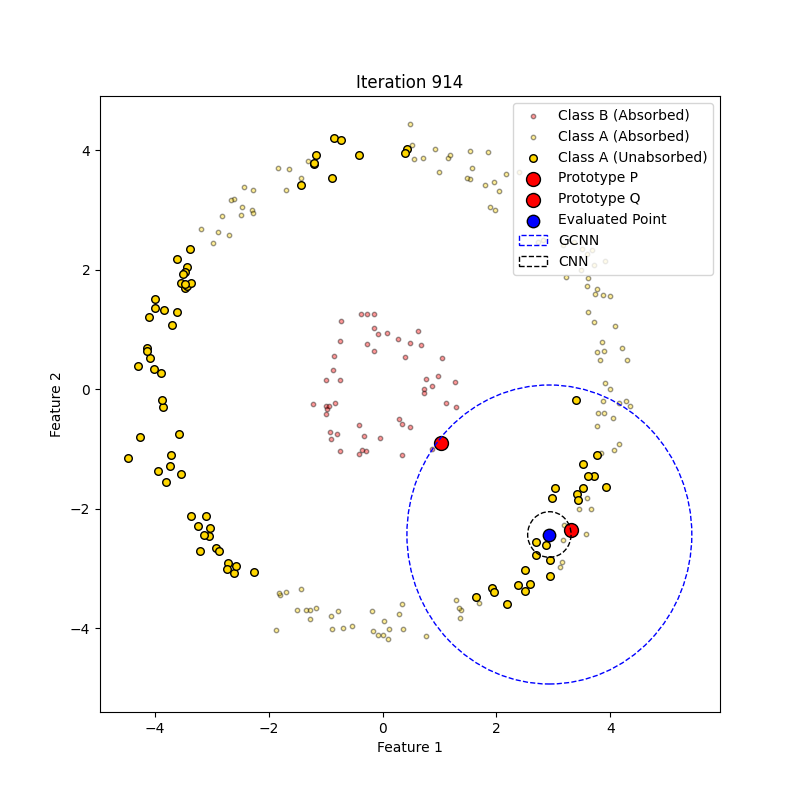 Iteration 914
Class B (Absorbed)
Class A (Absorbed)
Class A (Unabsorbed)
Prototype P
Prototype Q
Evaluated Point
GCNN
CNN
4
2
0
−2
−4
Feature 2
−4 −2 0 2 4
Feature 1